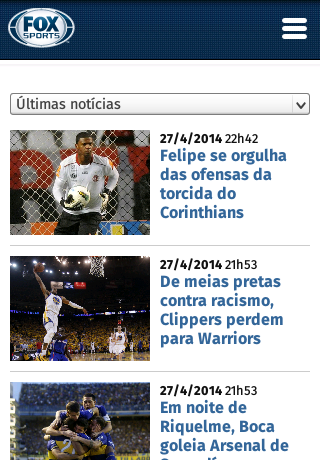 FOX
SPORTS
Últimas notícias
27/4/2014 22h42
Felipe se orgulha
das ofensas da
torcida do
Corinthians
27/4/2014 21h53
De meias pretas
contra racismo,
Clippers perdem
para Warriors
27/4/2014 21h53
Em noite de
Riquelme, Boca
goleia Arsenal de